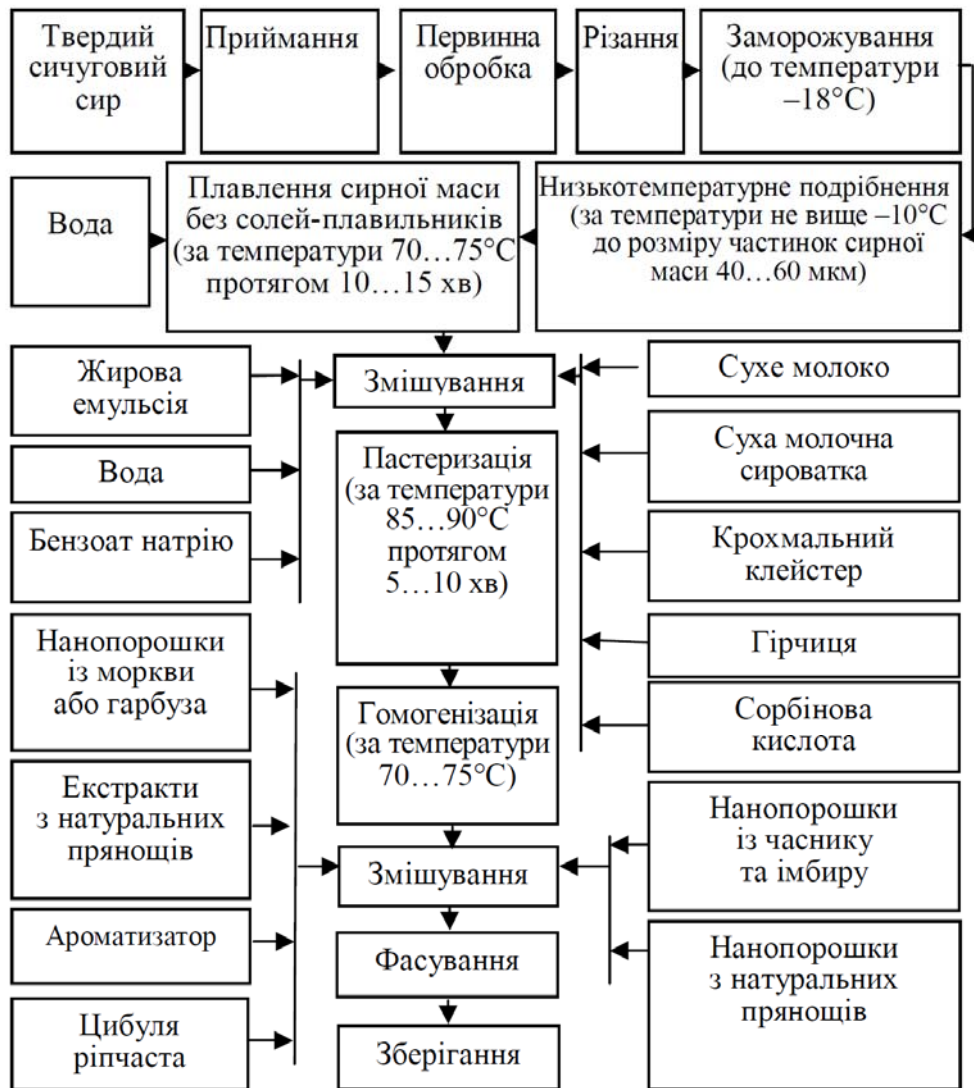 Твердий
сичуговий
сир
Приймання
Первинна
обробка
Різання
Заморожування
(до температури
–18°С)
Вода
Плавлення сирної маси
без солей-плавильників
(за температури 70…75°С
протягом 10…15 хв)
Низькотемпературне подрібнення
(за температури не вище –10°С
до розміру частинок сирної
маси 40…60 мкм)
Жирова
емульсія
Вода
Бензоат натрію
Змішування
Сухе молоко
Суха молочна
сироватка
Крохмальний
клейстер
Гірчиця
Сорбінова
кислота
Пастеризація
(за температури
85…90°С
протягом
5…10 хв)
Гомогенізація
(за температури
70…75°С)
Нанопорошки
із моркви
або гарбуза
Екстракти
з натуральних
прянощів
Ароматизатор
Цибуля
ріпчаста
Змішування
Нанопорошки
із часнику
та імбиру
Нанопорошки
з натуральних
прянощів
Фасування
Зберігання